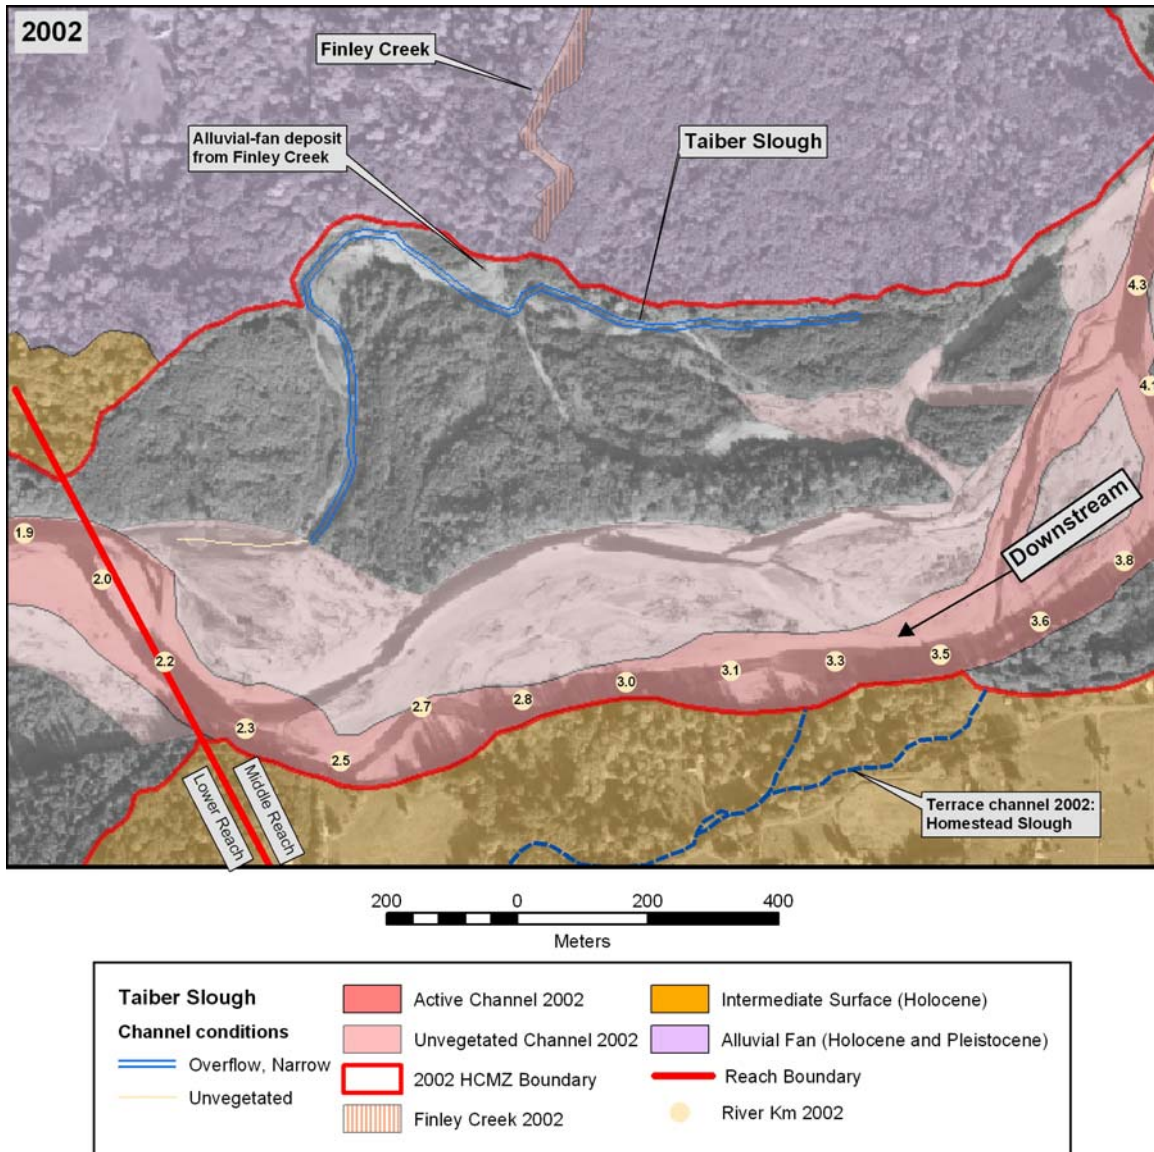 2002
Finley Creek
Alluvial-fan deposit
from Finley Creek
Taiber Slough
4.3
4.1
Downstream
1.9
2.0
2.2
2.3
2.5
2.7
2.8
3.0
3.1
3.3
3.5
3.6
3.8
Lower Reach
Middle Reach
Terrace channel 2002:
Homestead Slough
200 0 200 400
Meters
Taiber Slough
Channel conditions
Overflow, Narrow
Unvegetated
Active Channel 2002
Unvegetated Channel 2002
2002 HCMZ Boundary
Finley Creek 2002
Intermediate Surface (Holocene)
Alluvial Fan (Holocene and Pleistocene)
Reach Boundary
River Km 2002